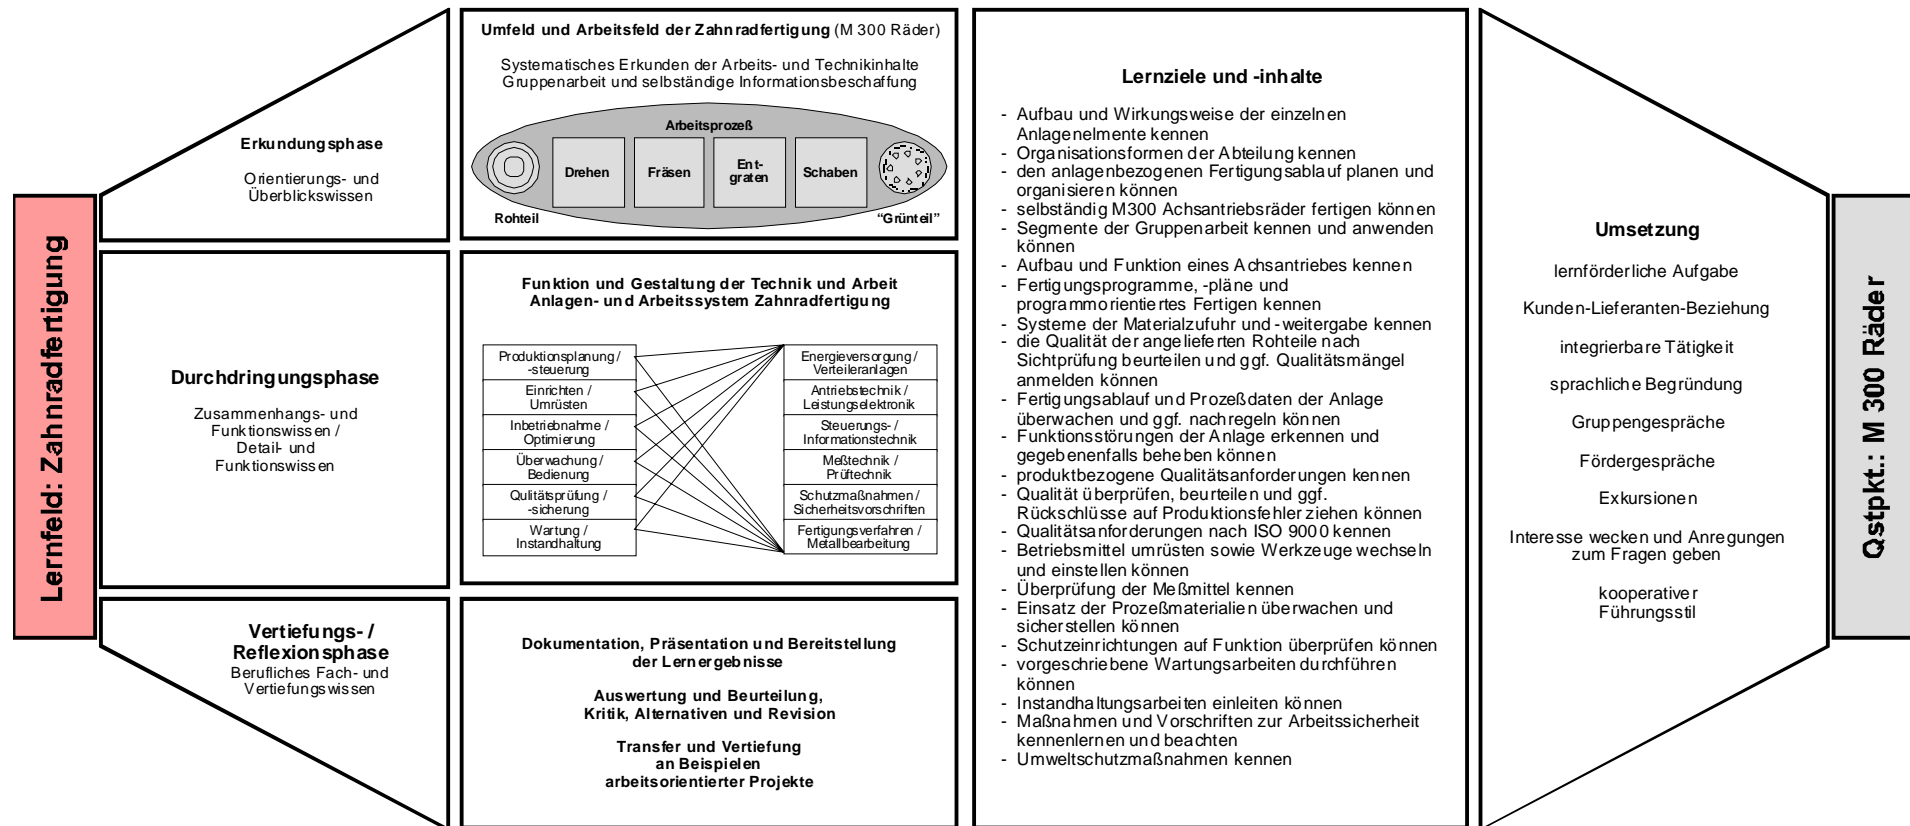 Lernfeld: Zahnradfertigung
Erkundungsphase
Orientierungs- und
Überblickswissen
Durchdringungsphase
Zusammenhangs- und
Funktionswissen /
Detail- und
Funktionswissen
Vertiefungs- /
Reflexionsphase
Berufliches Fach- und
Vertiefungswissen
Umfeld und Arbeitsfeld der Zahnradfertigung (M 300 Räder)
Systematisches Erkunden der Arbeits- und Technikinhalte
Gruppenarbeit und selbständige Informationsbeschaffung
Arbeitsprozeß
Drehen
Fräsen
Ent-
graten
Schaben
Rohteil
“Grünteil”
Funktion und Gestaltung der Technik und Arbeit
Anlagen- und Arbeitssystem Zahnradfertigung
Produktionsplanung /
-steuerung
Einrichten /
Umrüsten
Inbetriebnahme /
Optimierung
Überwachung /
Bedienung
Qulitätsprüfung /
-sicherung
Wartung /
Instandhaltung
Energieversorgung /
Verteileranlagen
Antriebstechnik /
Leistungselektronik
Steuerungs- /
Informationstechnik
Meßtechnik /
Prüftechnik
Schutzmaßnahmen /
Sicherheitsvorschriften
Fertigungsverfahren /
Metallbearbeitung
Dokumentation, Präsentation und Bereitstellung
der Lernergebnisse
Auswertung und Beurteilung,
Kritik, Alternativen und Revision
Transfer und Vertiefung
an Beispielen
arbeitsorientierter Projekte
Lernziele und -inhalte
- Aufbau und Wirkungsweise der einzelnen
Anlagenelmente kennen
- Organisationsformen der Abteilung kennen
- den anlagenbezogenen Fertigungsablauf planen und
organisieren können
- selbständig M300 Achsantriebsräder fertigen können
- Segmente der Gruppenarbeit kennen und anwenden
können
- Aufbau und Funktion eines Achsantriebes kennen
- Fertigungsprogramme, -pläne und
programmorientiertes Fertigen kennen
- Systeme der Materialzufuhr und -weitergabe kennen
- die Qualität der angelieferten Rohteile nach
Sichtprüfung beurteilen und ggf. Qualitätsmängel
anmelden können
- Fertigungsablauf und Prozeßdaten der Anlage
überwachen und ggf. nachregeln können
- Funktionsstörungen der Anlage erkennen und
gegebenenfalls beheben können
- produktbezogene Qualitätsanforderungen kennen
- Qualität überprüfen, beurteilen und ggf.
Rückschlüsse auf Produktionsfehler ziehen können
- Qualitätsanforderungen nach ISO 9000 kennen
- Betriebsmittel umrüsten sowie Werkzeuge wechseln
und einstellen können
- Überprüfung der Meßmittel kennen
- Einsatz der Prozeßmaterialien überwachen und
sicherstellen können
- Schutzeinrichtungen auf Funktion überprüfen können
- vorgeschriebene Wartungsarbeiten durchführen
können
- Instandhaltungsarbeiten einleiten können
- Maßnahmen und Vorschriften zur Arbeitssicherheit
kennenlernen und beachten
- Umweltschutzmaßnahmen kennen
Umsetzung
lernförderliche Aufgabe
Kunden-Lieferanten-Beziehung
integrierbare Tätigkeit
sprachliche Begründung
Gruppengespräche
Fördergespräche
Exkursionen
Interesse wecken und Anregungen
zum Fragen geben
kooperativer
Führungsstil
Qstpkt.: M 300 Räder